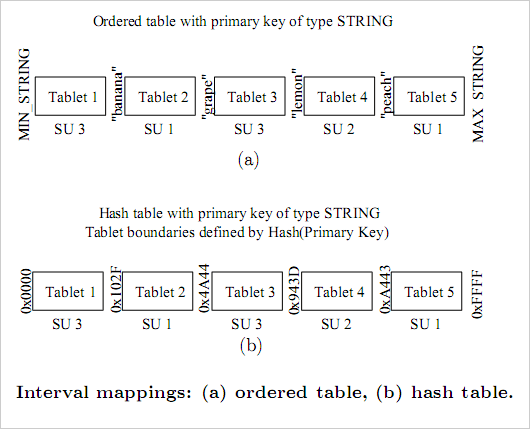 Ordered table with primary key of type STRING
MIN_STRING
Tablet 1
"banana"
Tablet 2
"grape"
Tablet 3
"lemon"
Tablet 4
"peach"
Tablet 5
MAX_STRING
SU 3
SU 1
SU 3
SU 2
SU 1
(a)
Hash table with primary key of type STRING
Tablet boundaries defined by Hash(Primary Key)
0x0000
Tablet 1
0x102F
Tablet 2
0x4A44
Tablet 3
0x943D
Tablet 4
0xA443
Tablet 5
0xFFFF
SU 3
SU 1
SU 3
SU 2
SU 1
(b)
Interval mappings: (a) ordered table, (b) hash table.